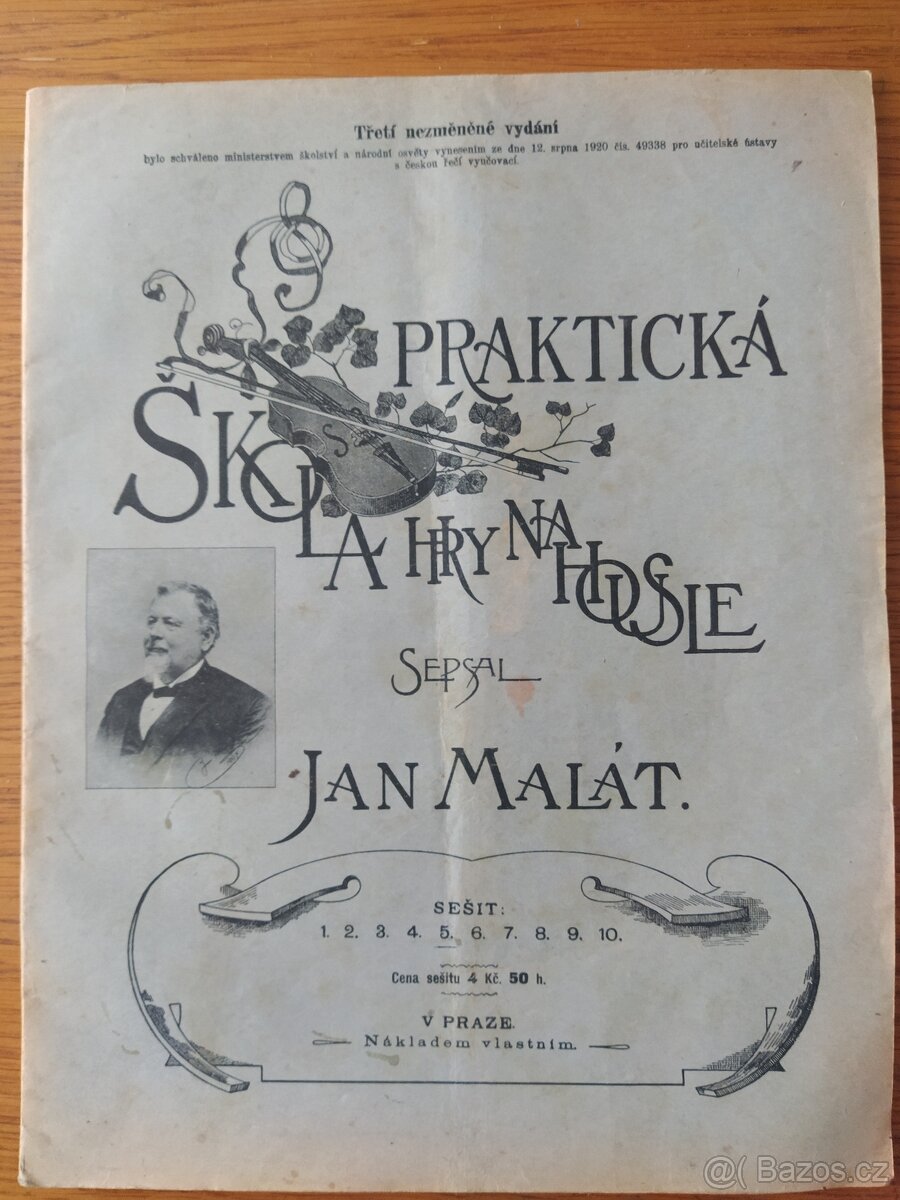 Třetí nezměněné vydání
bylo schváleno ministerstvem školství a národní osvěty vynesením ze dne 12. srpna 1920 čís. 49338 pro učitelské ústavy
s českou řečí vyučovací.
PRAKTICKÁ
ŠKOLA HRY NA HOUSLE
SEPSAL
JAN MALÁT.
SEŠIT:
1. 2. 3. 4. 5. 6. 7. 8. 9. 10.
Cena sešitu 4 Kč. 50 h.
V PRAZE.
Nákladem vlastním.
@( Bazos.cz